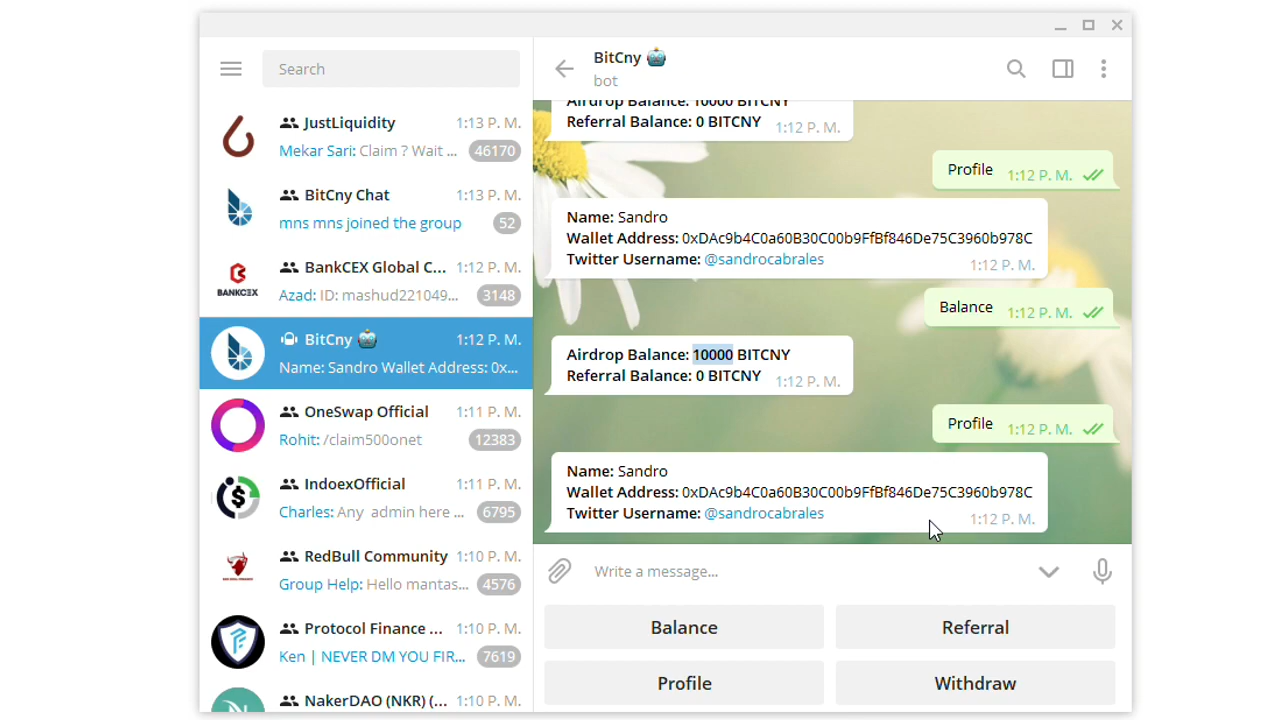 Search
JustLiquidity 1:13 P. M.
Mekar Sari: Claim ? Wait ... 46170
BitCny Chat 1:13 P. M.
mns mns joined the group 52
BankCEX Global C... 1:12 P. M.
BANKCEX
Azad: ID: mashud221049... 3148
BitCny 🤖 1:12 P. M.
Name: Sandro Wallet Address: 0x...
OneSwap Official 1:11 P. M.
Rohit: /claim500onet 12383
IndoexOfficial 1:11 P. M.
Charles: Any admin here ... 6795
RedBull Community 1:10 P. M.
Group Help: Hello mantas... 4576
Protocol Finance ... 1:10 P. M.
Ken | NEVER DM YOU FIR... 7619
NakerDAO (NKR) (... 1:10 P. M.
BitCny 🤖
bot
Airdrop Balance: 10000 BITCNY
Referral Balance: 0 BITCNY 1:12 P. M.
Profile 1:12 P. M.
Name: Sandro
Wallet Address: 0xDAc9b4C0a60B30C00b9FfBf846De75C3960b978C
Twitter Username: @sandrocabrales 1:12 P. M.
Balance 1:12 P. M.
Airdrop Balance: 10000 BITCNY
Referral Balance: 0 BITCNY 1:12 P. M.
Profile 1:12 P. M.
Name: Sandro
Wallet Address: 0xDAc9b4C0a60B30C00b9FfBf846De75C3960b978C
Twitter Username: @sandrocabrales 1:12 P. M.
Write a message...
Balance Referral
Profile Withdraw